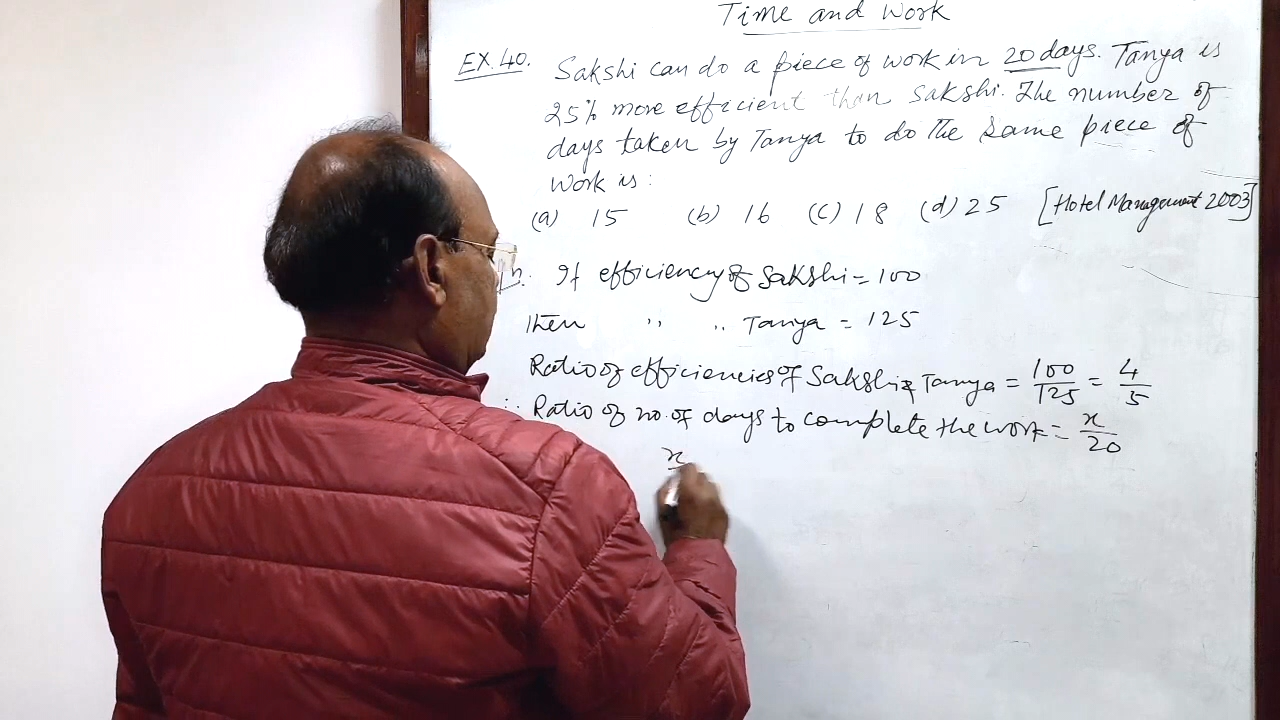 Time and Work
EX.40. Sakshi can do a piece of work in 20 days. Tanya is
25% more efficient than Sakshi. The number of
days taken by Tanya to do the same piece of
work is:
(a) 15 (b) 16 (c) 18 (d) 25 [Hotel Management 2003]
b. If efficiency of Sakshi = 100
then " " Tanya = 125
Ratio of efficiencies of Sakshi & Tanya = 100/125 = 4/5
∴ Ratio of no. of days to complete the work = x/20
x